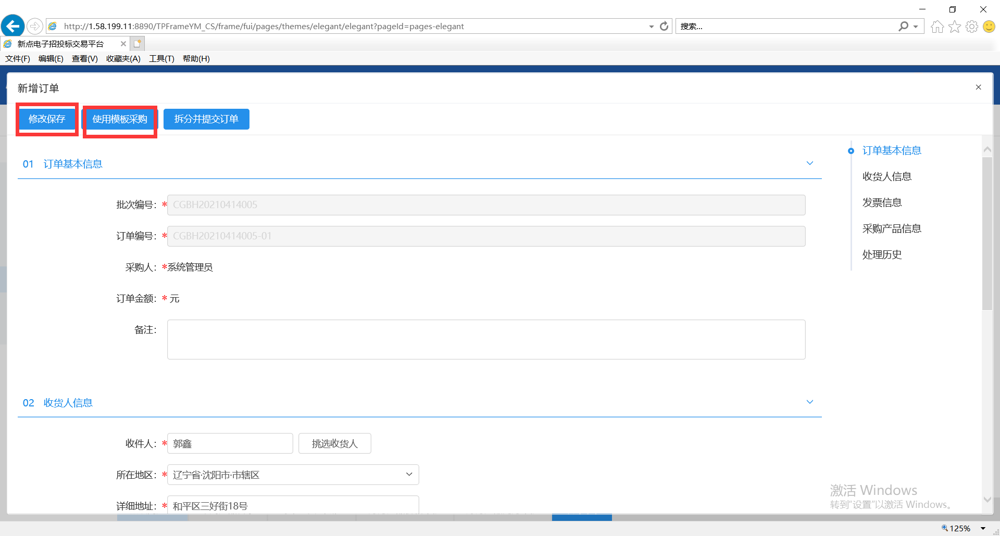 http://1.58.199.11:8890/TPFrameYM_CS/frame/fui/pages/themes/elegant/elegant?pageId=pages-elegant
搜索...
新点电子招投标交易平台
文件(F) 编辑(E) 查看(V) 收藏夹(A) 工具(T) 帮助(H)
新增订单
修改保存 使用模板采购 拆分并提交订单
01 订单基本信息
批次编号：*CGBH20210414005
订单编号：*CGBH20210414005-01
采购人：*系统管理员
订单金额：* 元
备注：
02 收货人信息
收件人：*郭鑫 挑选收货人
所在地区：*辽宁省·沈阳市·市辖区
详细地址：*和平区三好街18号
订单基本信息
收货人信息
发票信息
采购产品信息
处理历史
激活 Windows
转到“设置”以激活 Windows。
125%